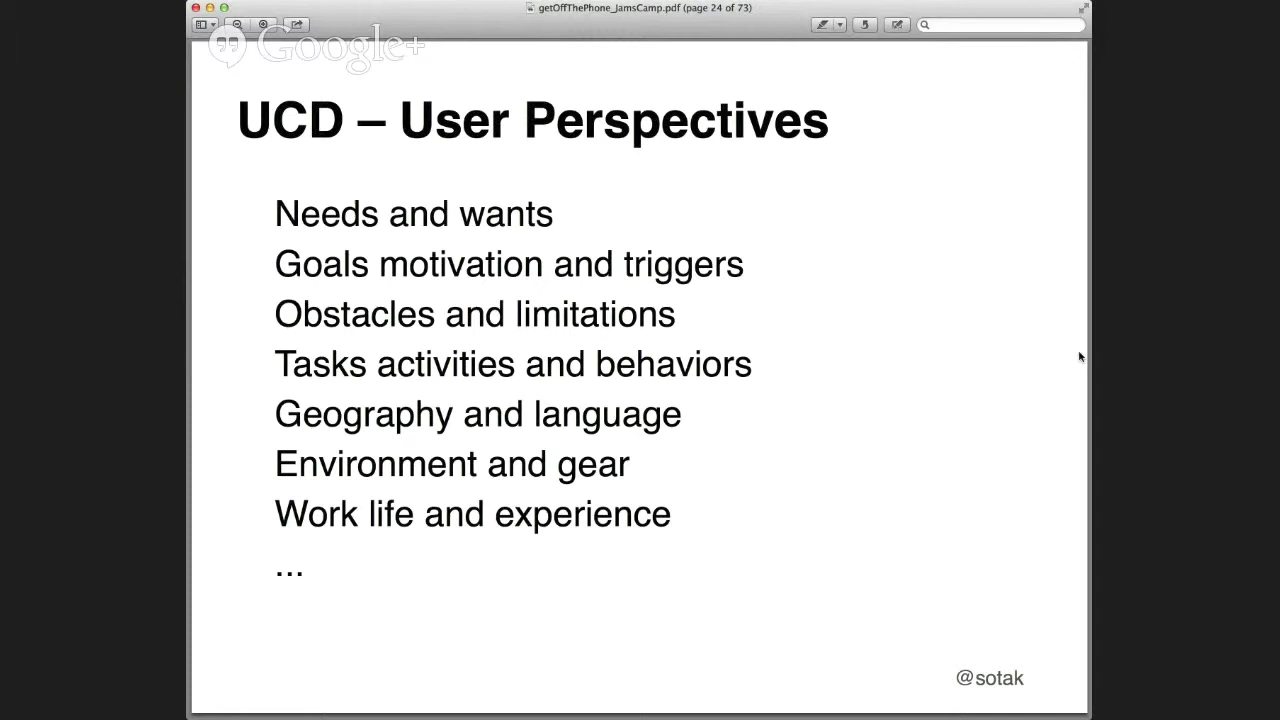 getOffThePhone_JamsCamp.pdf (page 24 of 73)
Google+
UCD – User Perspectives
Needs and wants
Goals motivation and triggers
Obstacles and limitations
Tasks activities and behaviors
Geography and language
Environment and gear
Work life and experience
...
@sotak